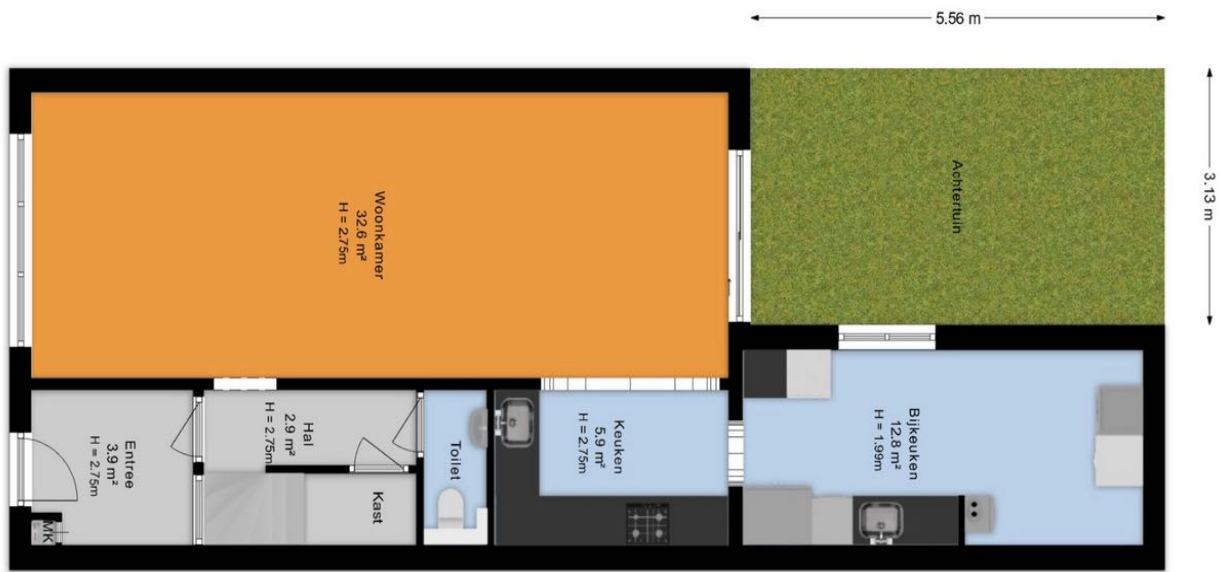 5.56 m
3.13 m
Achtertuin
Woonkamer
32.6 m²
H = 2.75m
Entree
3.9 m²
H = 2.75m
MK
Hal
2.9 m²
H = 2.75m
Kast
Toilet
Keuken
5.9 m²
H = 2.75m
Bijkeuken
12.8 m²
H = 1.99m